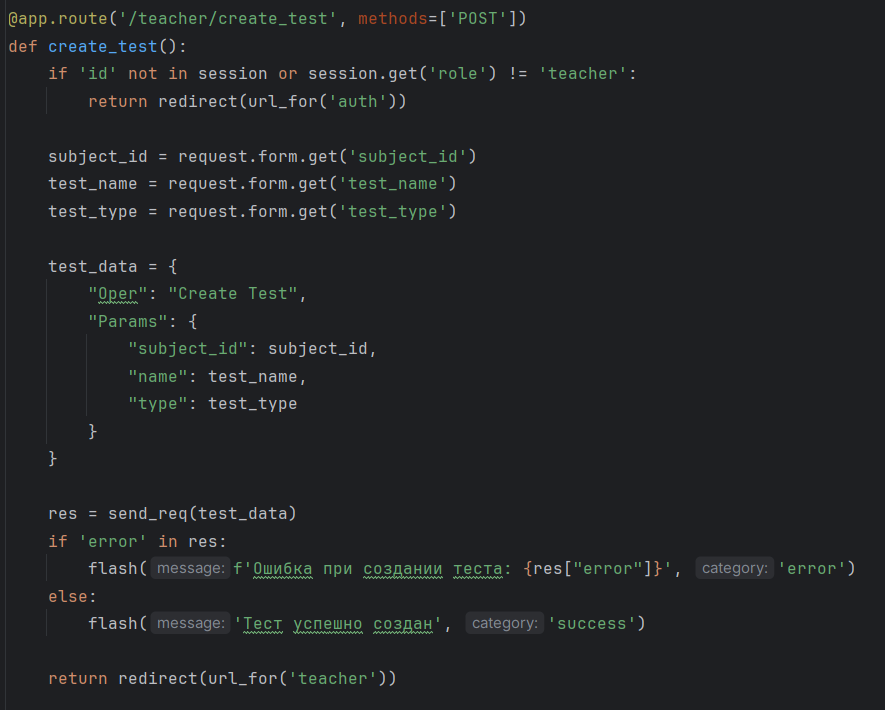 @app.route('/teacher/create_test', methods=['POST'])
def create_test():
    if 'id' not in session or session.get('role') != 'teacher':
        return redirect(url_for('auth'))

    subject_id = request.form.get('subject_id')
    test_name = request.form.get('test_name')
    test_type = request.form.get('test_type')

    test_data = {
        "Oper": "Create Test",
        "Params": {
            "subject_id": subject_id,
            "name": test_name,
            "type": test_type
        }
    }

    res = send_req(test_data)
    if 'error' in res:
        flash( message: f'Ошибка при создании теста: {res["error"]}', category: 'error')
    else:
        flash( message: 'Тест успешно создан', category: 'success')

    return redirect(url_for('teacher'))